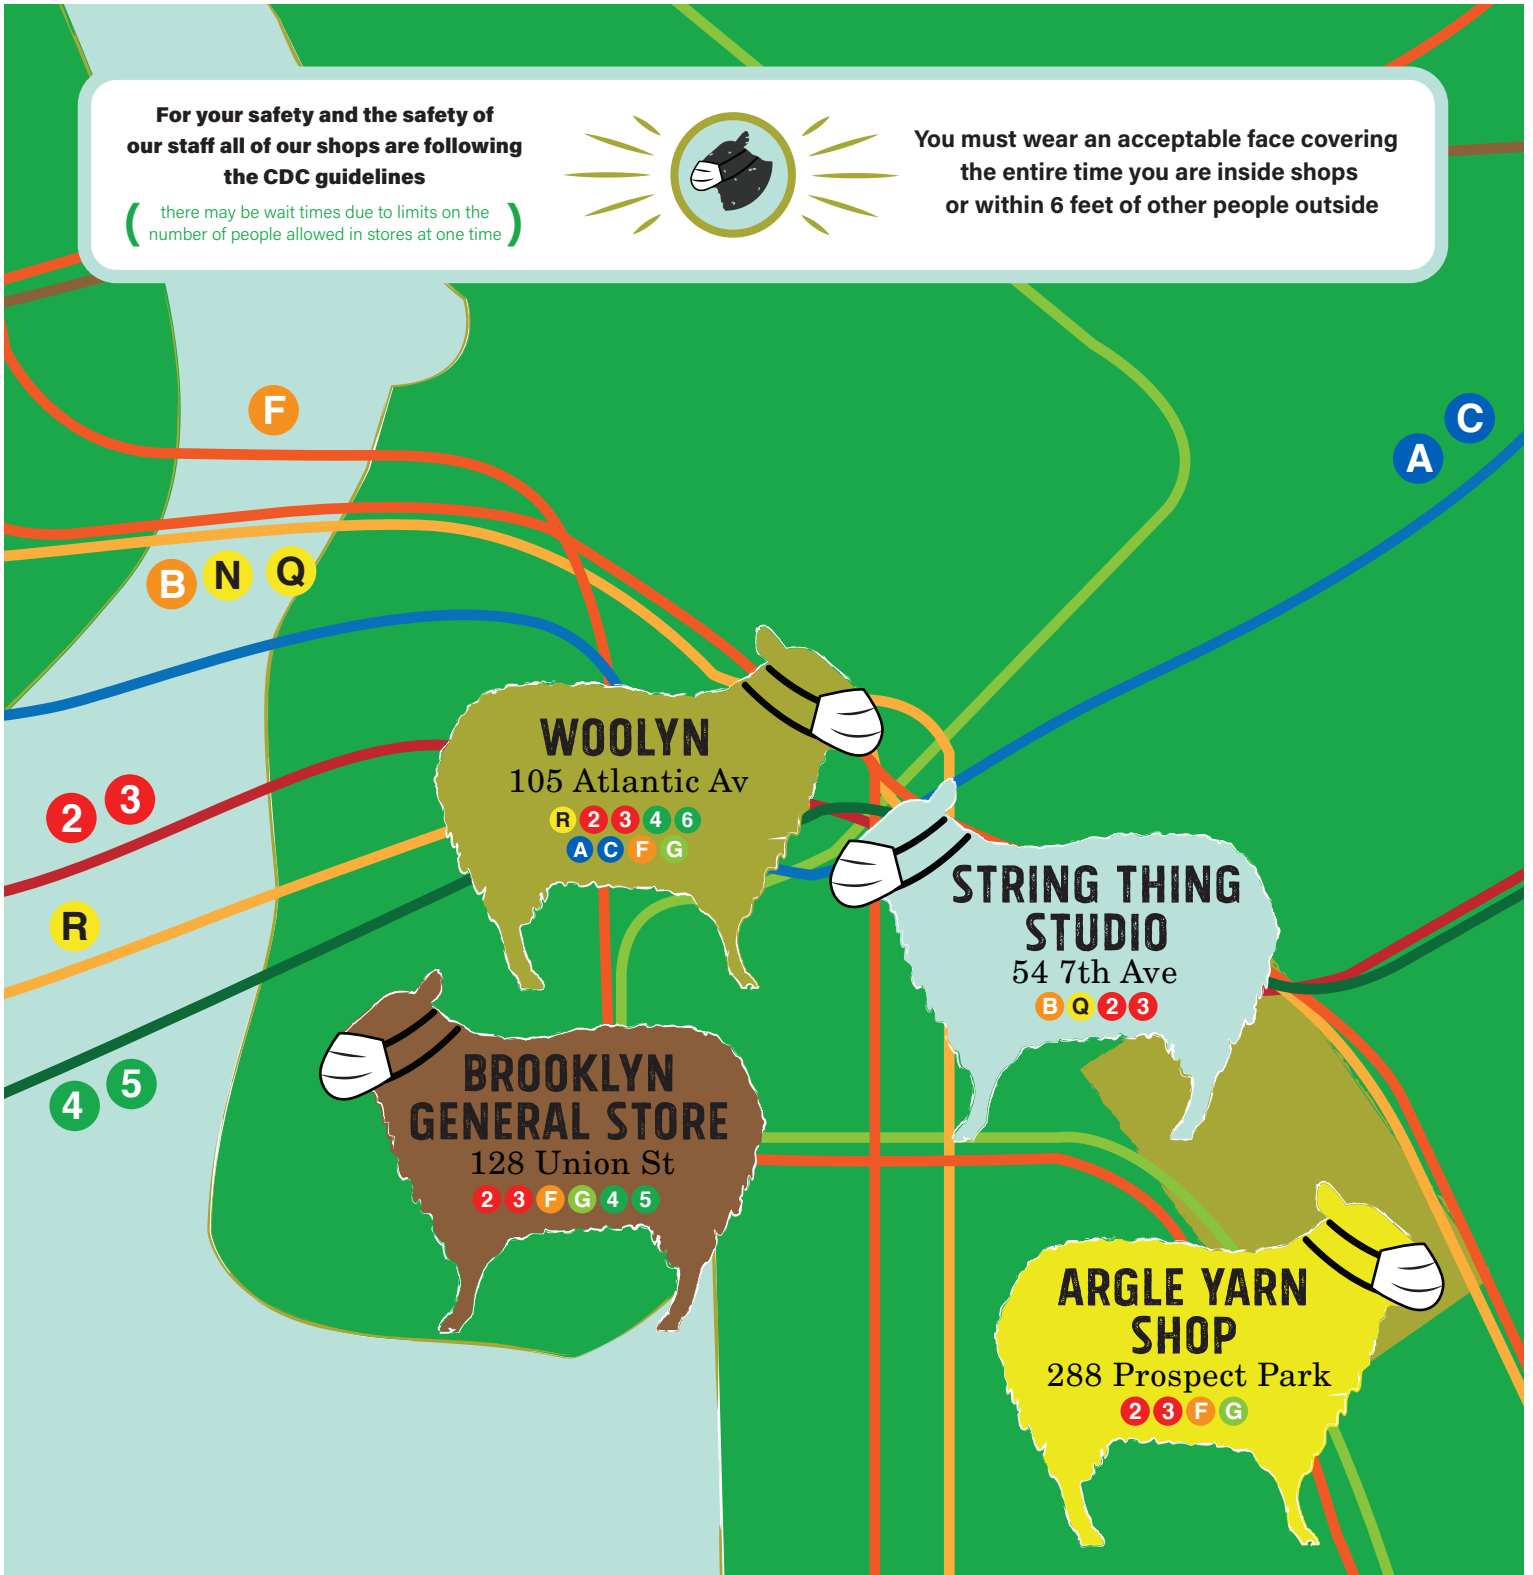 For your safety and the safety of
our staff all of our shops are following
the CDC guidelines
( there may be wait times due to limits on the
number of people allowed in stores at one time )
You must wear an acceptable face covering
the entire time you are inside shops
or within 6 feet of other people outside
F
C
A
B N Q
WOOLYN
105 Atlantic Av
R 2 3 4 6
A C F G
2 3
R
STRING THING
STUDIO
54 7th Ave
B Q 2 3
4 5
BROOKLYN
GENERAL STORE
128 Union St
2 3 F G 4 5
ARGLE YARN
SHOP
288 Prospect Park
2 3 F G